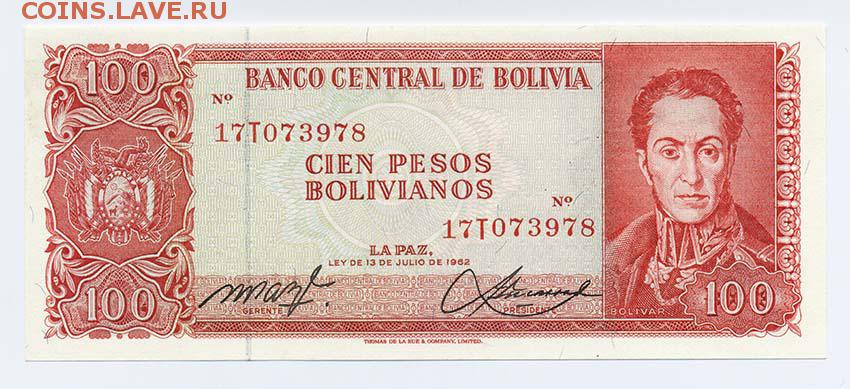 COINS.LAVE.RU
100
BANCO CENTRAL DE BOLIVIA
Nº
17T073978
CIEN PESOS
BOLIVIANOS
Nº
17T073978
LA PAZ,
LEY DE 13 DE JULIO DE 1962
GERENTE
PRESIDENTE
BOLIVAR
100
100
THOMAS DE LA RUE & COMPANY, LIMITED.